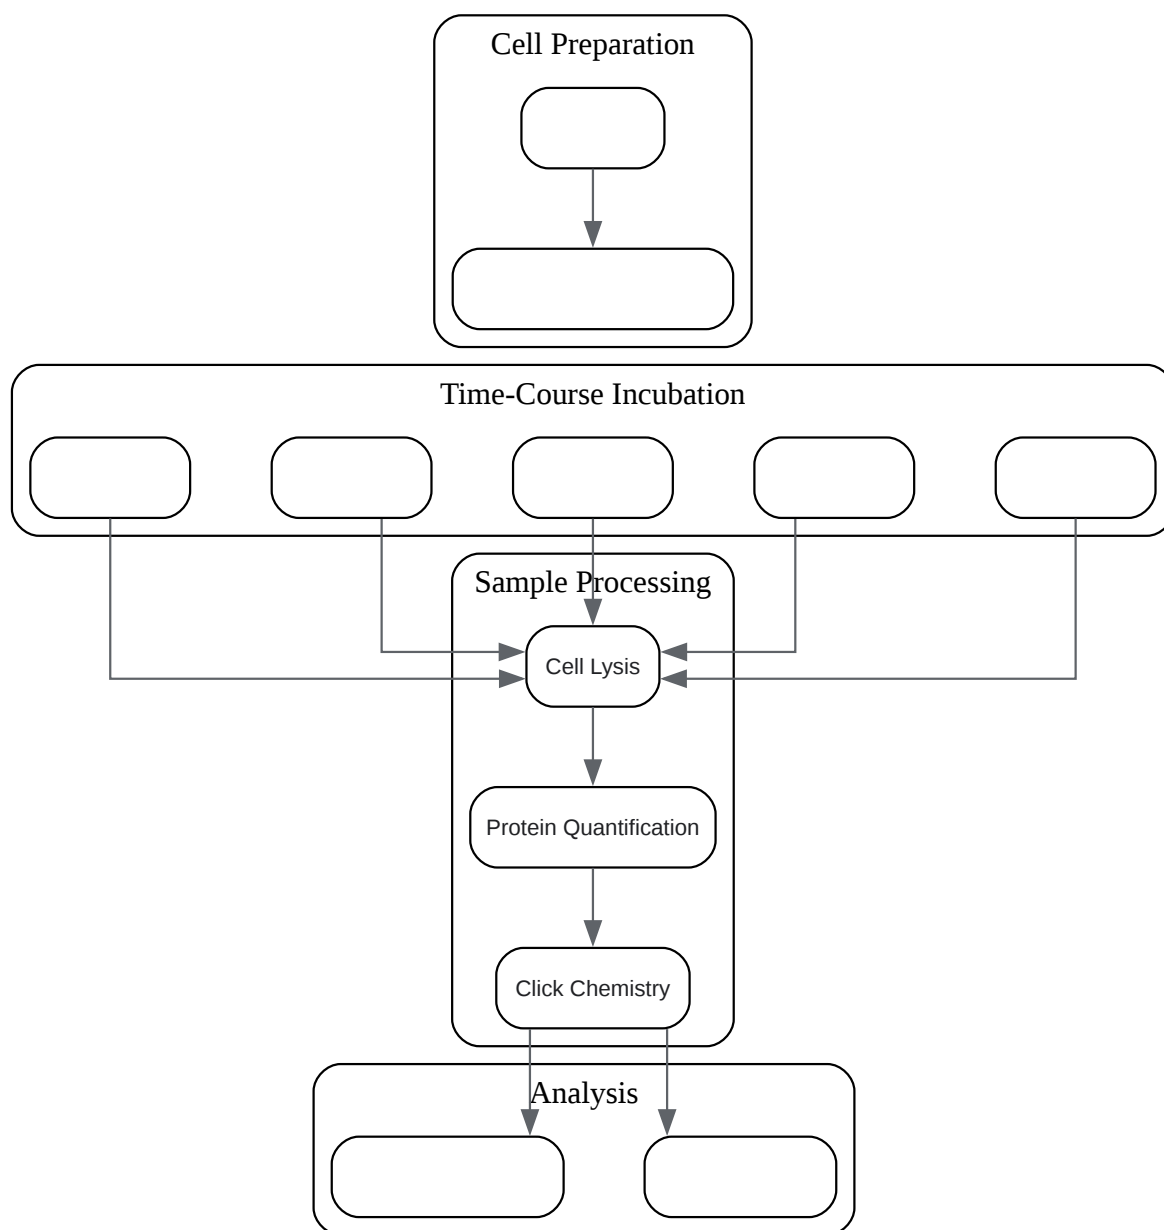 Cell Preparation
Time-Course Incubation
Sample Processing
Cell Lysis
Protein Quantification
Click Chemistry
Analysis